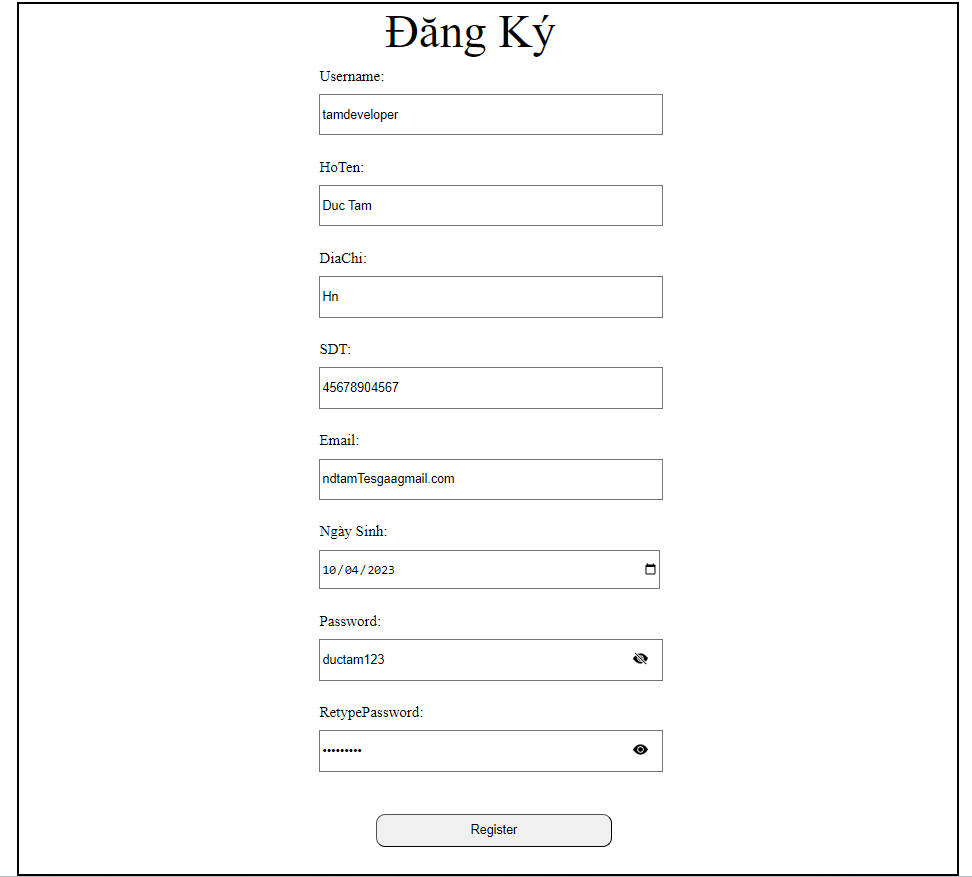 Đăng Ký
Username:
tamdeveloper
HoTen:
Duc Tam
DiaChi:
Hn
SDT:
45678904567
Email:
ndtamTesgaagmail.com
Ngày Sinh:
10/04/2023
Password:
ductam123
RetypePassword:
•••••••••
Register